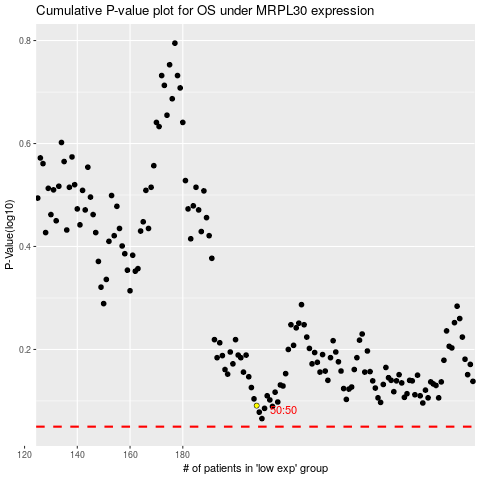 Cumulative P-value plot for OS under MRPL30 expression
P-Value(log10)
0.8
0.6
0.4
0.2
50:50
120 140 160 180
# of patients in 'low exp' group